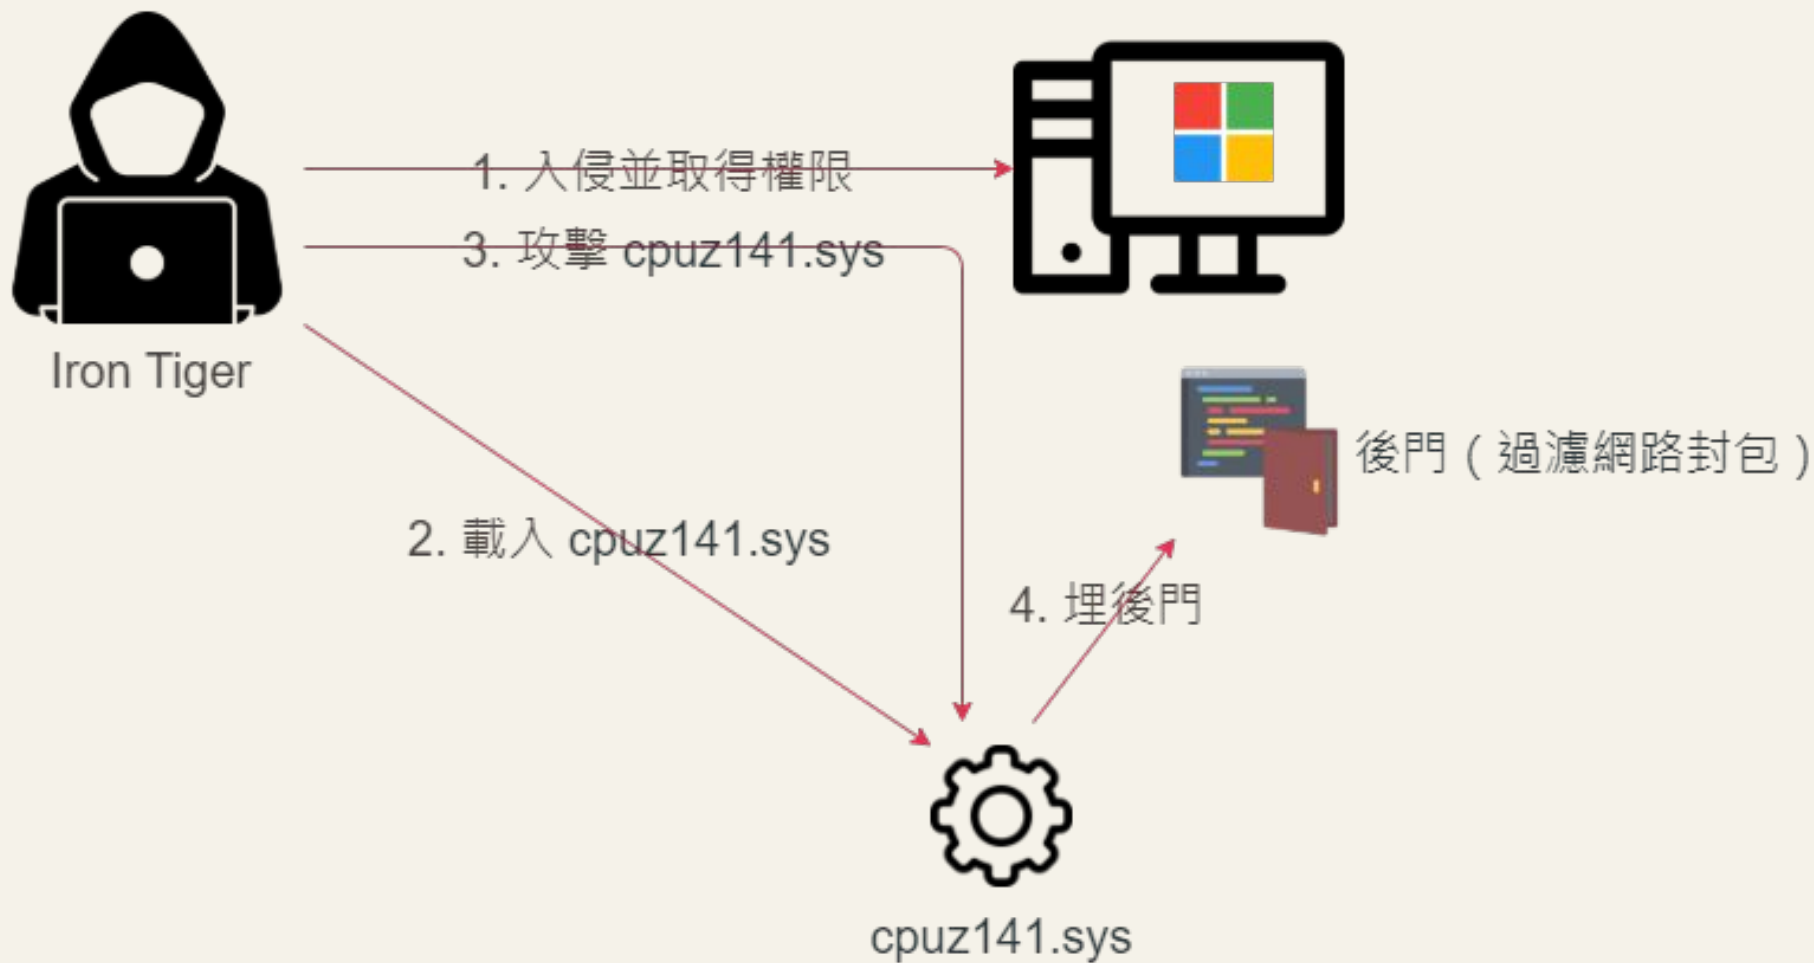 1. 入侵並取得權限
3. 攻擊 cpuz141.sys
Iron Tiger
後門（過濾網路封包）
2. 載入 cpuz141.sys
4. 埋後門
cpuz141.sys